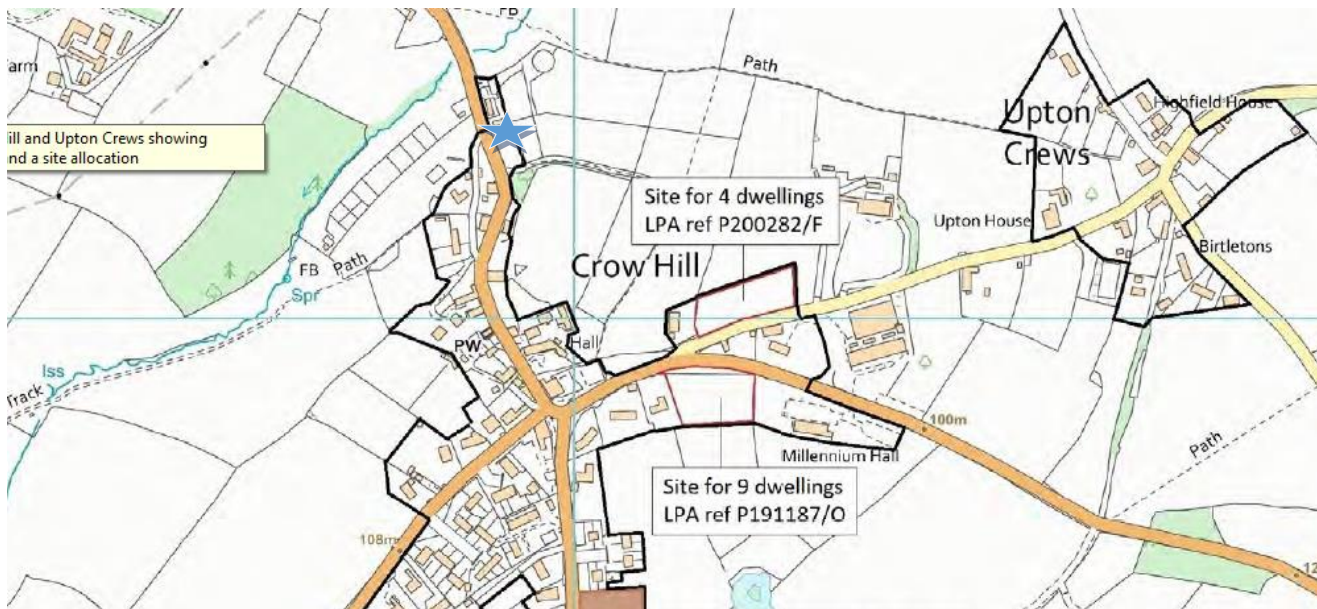 FB
Path
arm
ill and Upton Crews showing
nd a site allocation
Upton
Crews
Highfield House
Site for 4 dwellings
LPA ref P200282/F
Upton House
Birtletons
Crow Hill
FB
Path
Spr
PW
Hall
Iss
Track
100m
Path
Millennium Hall
Site for 9 dwellings
LPA ref P191187/O
108m
12